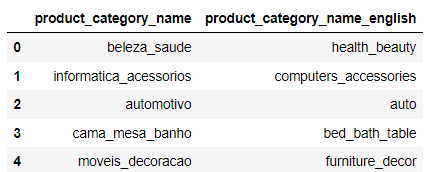 product_category_name product_category_name_english
0 beleza_saude health_beauty
1 informatica_acessorios computers_accessories
2 automotivo auto
3 cama_mesa_banho bed_bath_table
4 moveis_decoracao furniture_decor